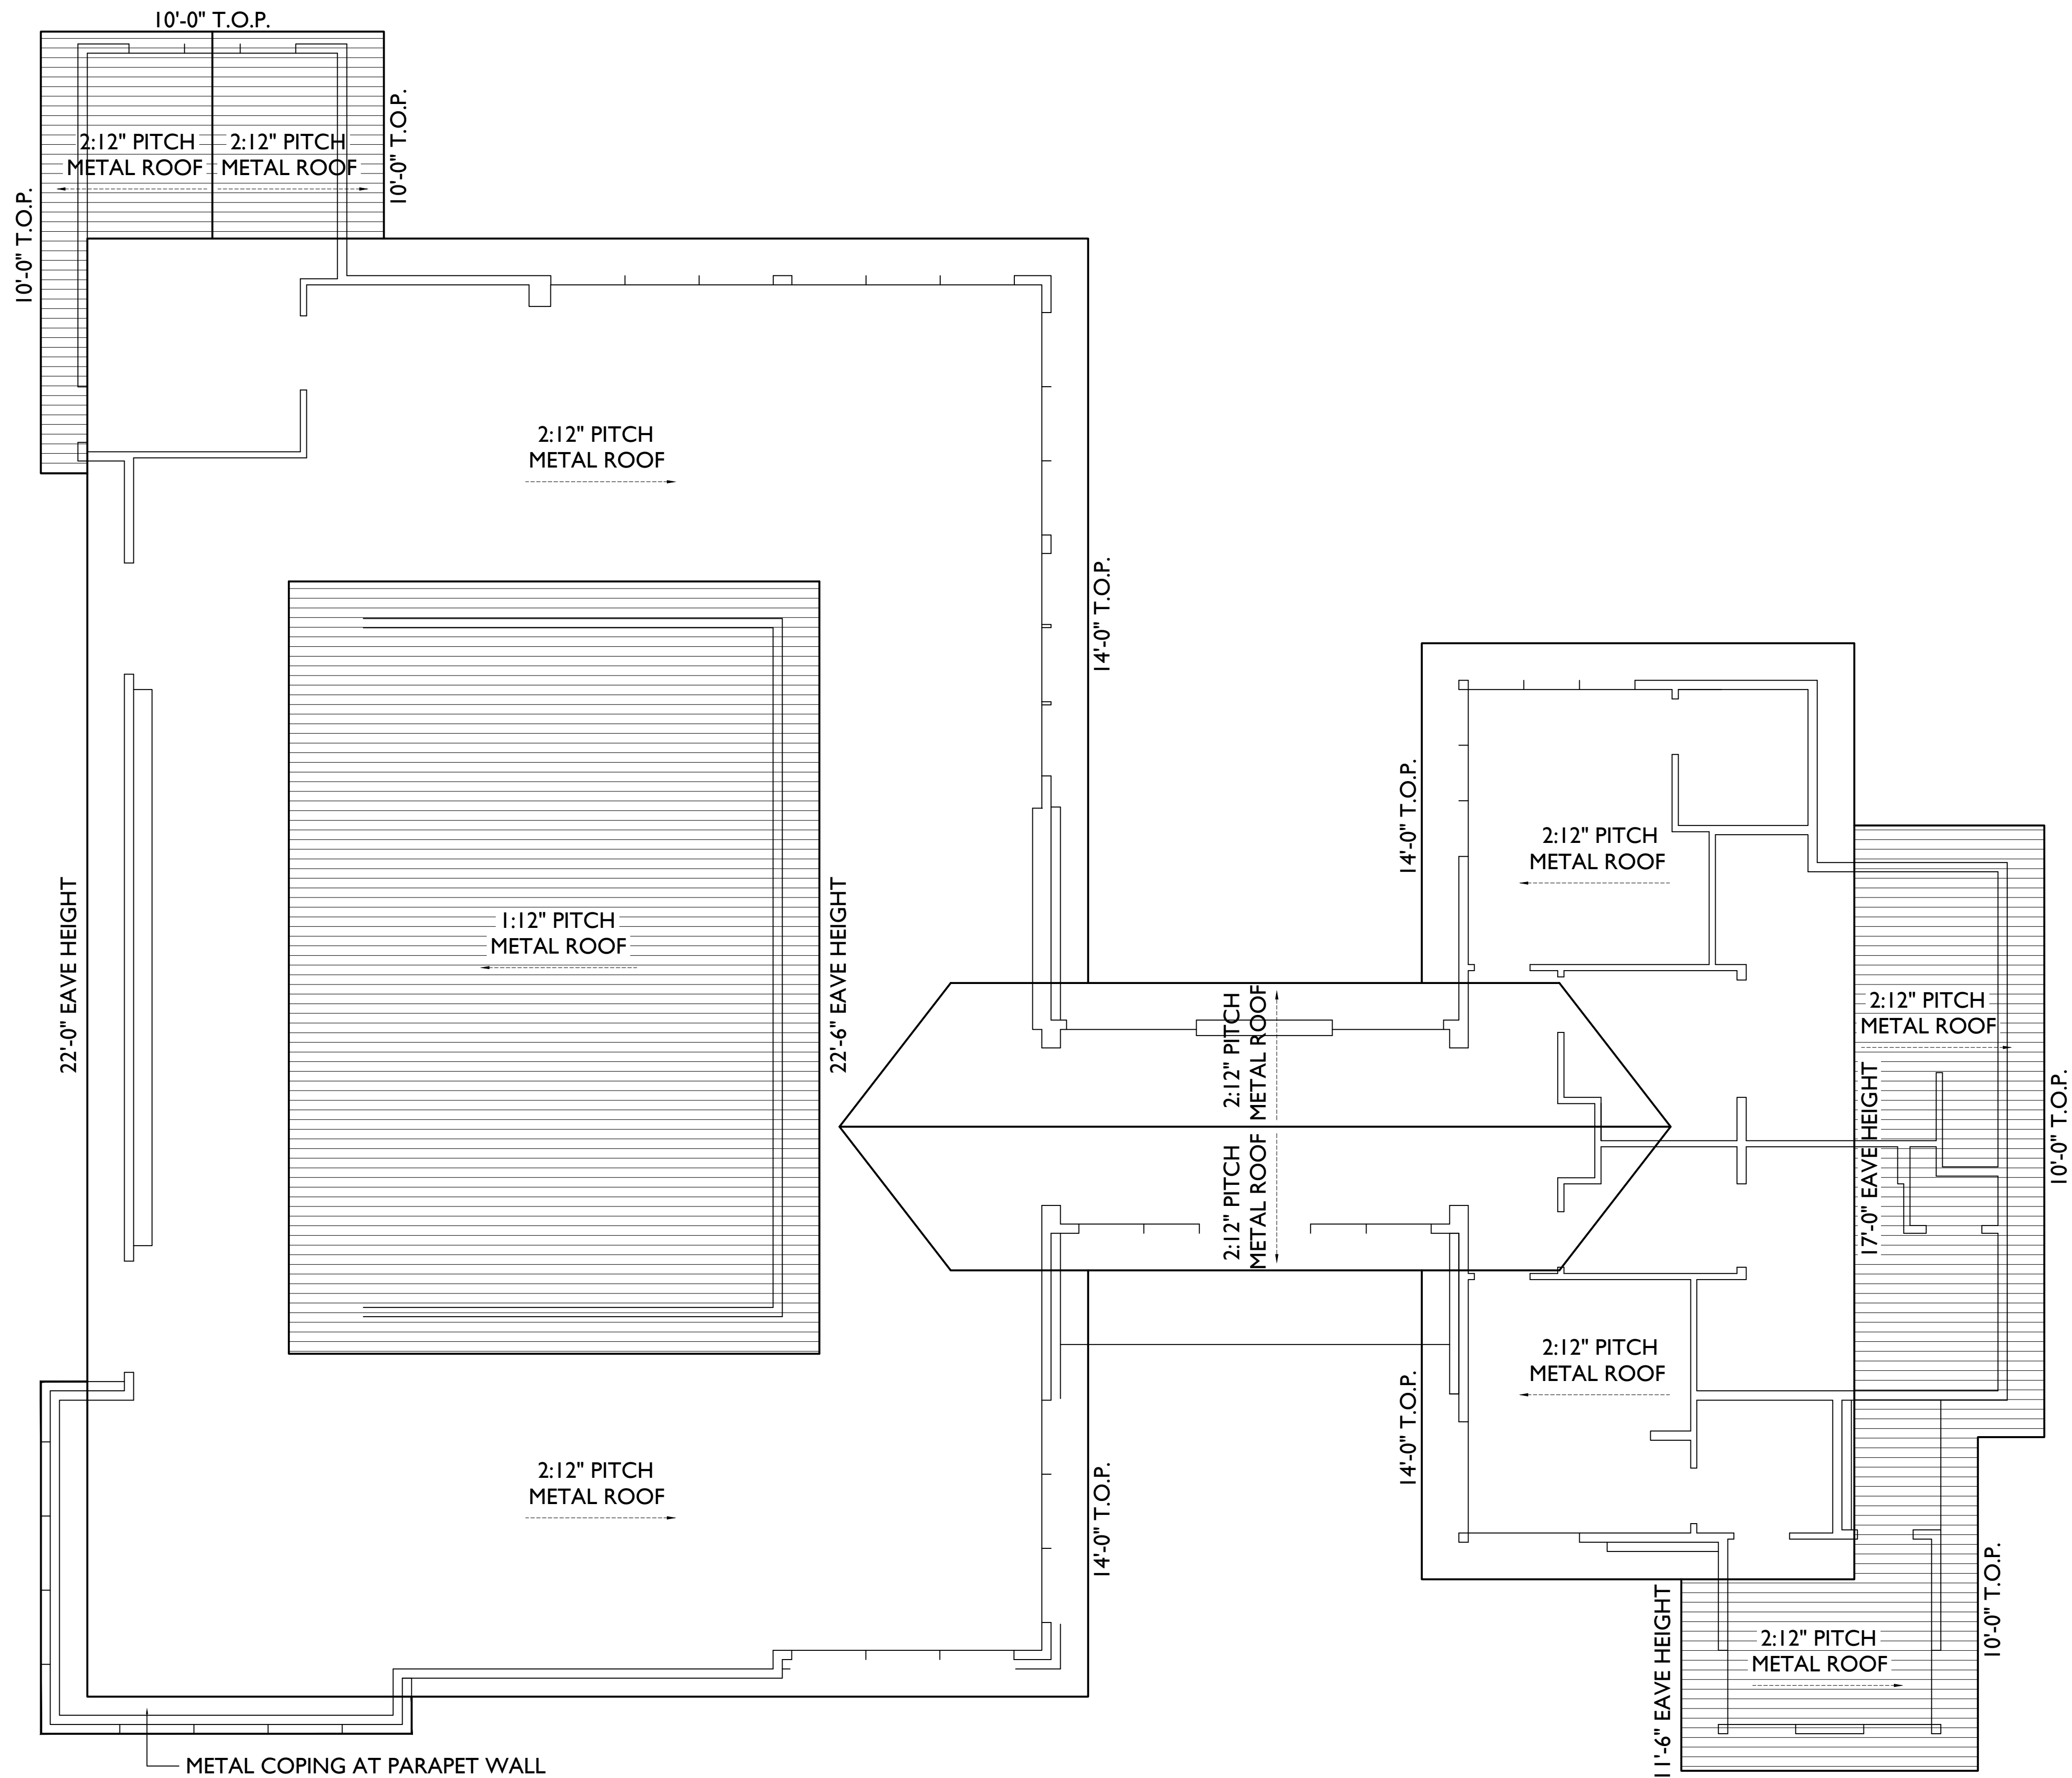 10'-0" T.O.P.
10'-0" T.O.P.
2:12" PITCH
METAL ROOF
2:12" PITCH
METAL ROOF
10'-0" T.O.P.
2:12" PITCH
METAL ROOF
14'-0" T.O.P.
14'-0" T.O.P.
2:12" PITCH
METAL ROOF
22'-0" EAVE HEIGHT
1:12" PITCH
METAL ROOF
22'-6" EAVE HEIGHT
2:12" PITCH
METAL ROOF
2:12" PITCH
METAL ROOF
17'-0" EAVE HEIGHT
10'-0" T.O.P.
2:12" PITCH
METAL ROOF
2:12" PITCH
METAL ROOF
14'-0" T.O.P.
2:12" PITCH
METAL ROOF
14'-0" T.O.P.
10'-0" T.O.P.
11'-6" EAVE HEIGHT
2:12" PITCH
METAL ROOF
METAL COPING AT PARAPET WALL